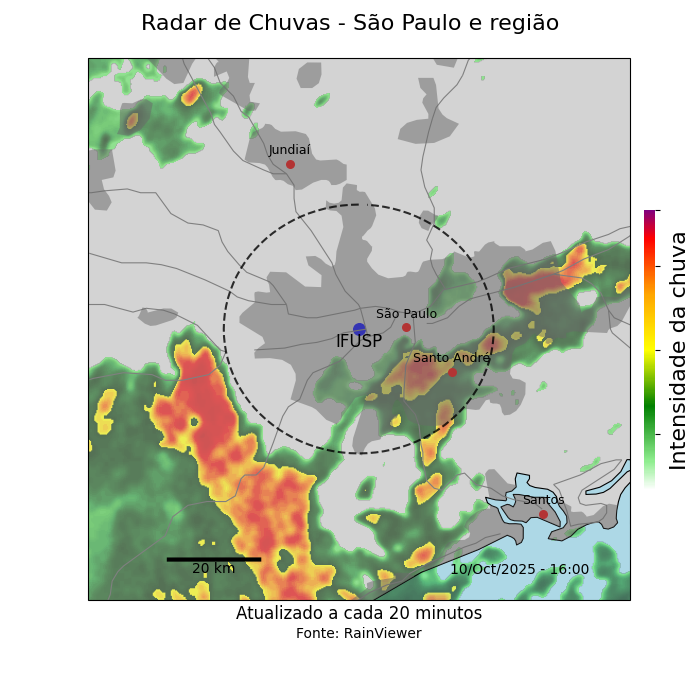 Radar de Chuvas - São Paulo e região
Jundiaí
São Paulo
IFUSP
Santo André
Santos
20 km
10/Oct/2025 - 16:00
Intensidade da chuva
Atualizado a cada 20 minutos
Fonte: RainViewer